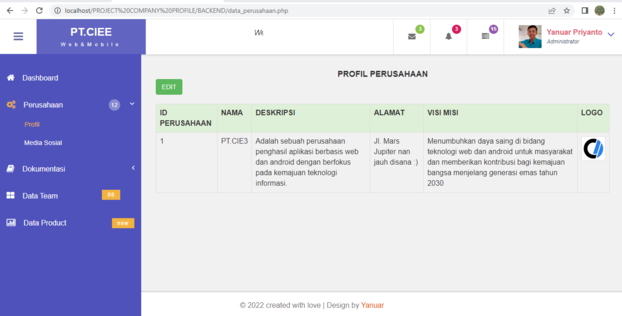 localhost/PROJECT%20COMPANY%20PROFILE/BACKEND/data_perusahaan.php
PT.CIEE
Web&Mobile
3
3
15
Yanuar Priyanto
Administrator
Dashboard
Perusahaan
12
Profil
Media Sosial
Dokumentasi
Data Team
Data Product
new
PROFIL PERUSAHAAN
EDIT
ID PERUSAHAAN NAMA DESKRIPSI ALAMAT VISI MISI LOGO
1
PT.CIE3
Adalah sebuah perusahaan
penghasil aplikasi berbasis web
dan android dengan berfokus
pada kemajuan teknologi
informasi.
Jl. Mars
Jupiter nan
jauh disana :)
Menumbuhkan daya saing di bidang
teknologi web dan android untuk masyarakat
dan memberikan kontribusi bagi kemajuan
bangsa menjelang generasi emas tahun
2030
© 2022 created with love | Design by Yanuar